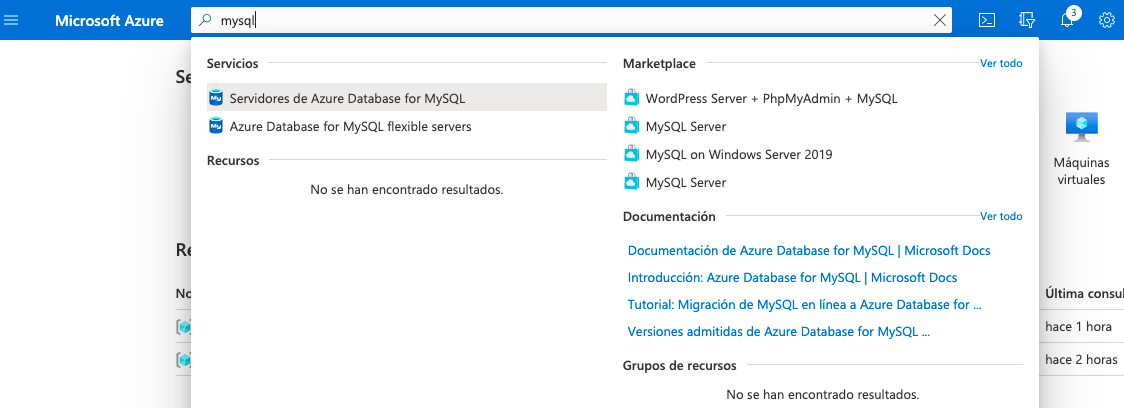 Microsoft Azure
mysql
3
Servicios
Servidores de Azure Database for MySQL
Azure Database for MySQL flexible servers
Recursos
No se han encontrado resultados.
Marketplace
Ver todo
WordPress Server + PhpMyAdmin + MySQL
MySQL Server
MySQL on Windows Server 2019
MySQL Server
Documentación
Ver todo
Documentación de Azure Database for MySQL | Microsoft Docs
Introducción: Azure Database for MySQL | Microsoft Docs
Tutorial: Migración de MySQL en línea a Azure Database for ...
Versiones admitidas de Azure Database for MySQL ...
Grupos de recursos
No se han encontrado resultados.
Se
Máquinas
virtuales
Re
No
Última consul
hace 1 hora
hace 2 horas